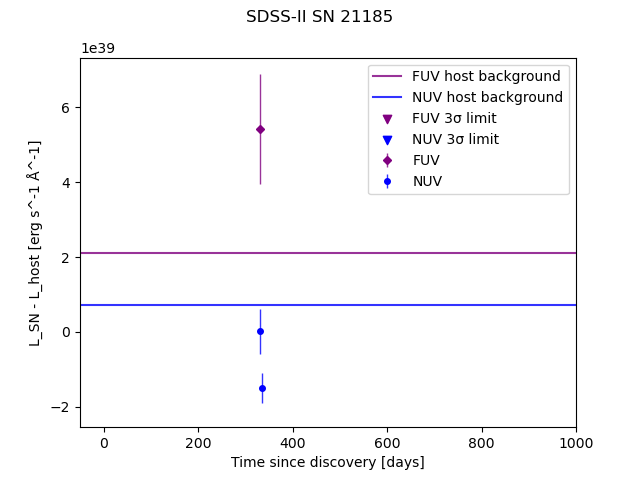 SDSS-II SN 21185
1e39
FUV host background
NUV host background
FUV 3σ limit
NUV 3σ limit
FUV
NUV
6
4
2
0
−2
L_SN - L_host [erg s^-1 Å^-1]
0 200 400 600 800 1000
Time since discovery [days]